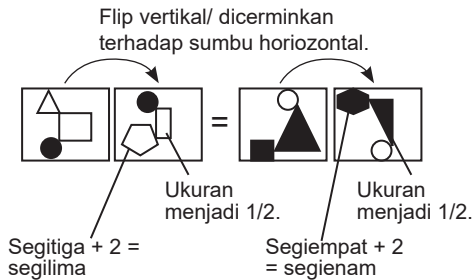 Flip vertikal/ dicerminkan
terhadap sumbu horiozontal.
=
Ukuran
menjadi 1/2.
Ukuran
menjadi 1/2.
Segitiga + 2 =
segilima
Segiempat + 2
= segienam